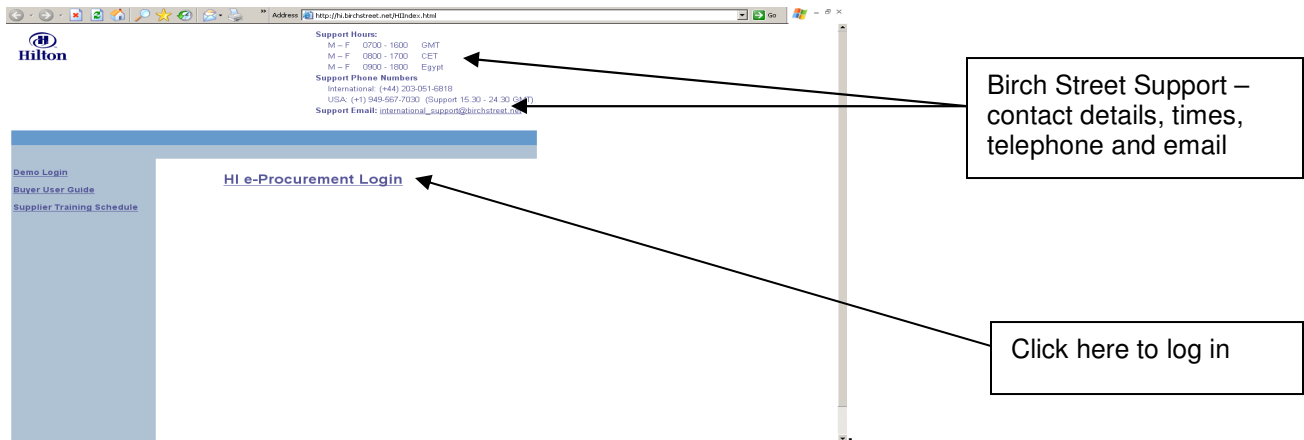 Address http://hi.birchstreet.net/HIIndex.html Go
Hilton
Support Hours:
M – F 0700 - 1600 GMT
M – F 0800 - 1700 CET
M – F 0900 - 1800 Egypt
Support Phone Numbers
International: (+44) 203-051-6818
USA: (+1) 949-567-7030 (Support 15.30 - 24.30 GMT)
Support Email: international_support@birchstreet.net
Birch Street Support –
contact details, times,
telephone and email
Demo Login
Buyer User Guide
Supplier Training Schedule
HI e-Procurement Login
Click here to log in